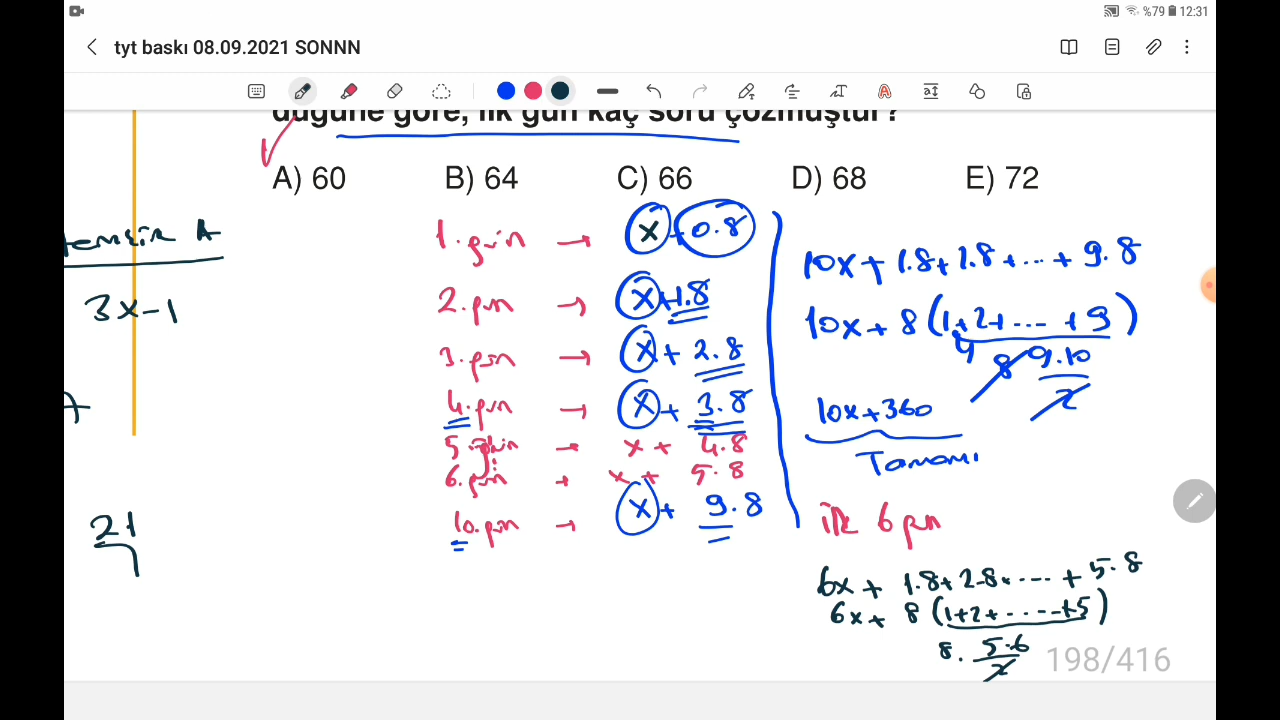 %79 12:31
tyt baskı 08.09.2021 SONNN
düğüne göre, ilk gün kaç soru çözmüştür?
A) 60 B) 64 C) 66 D) 68 E) 72
1. gün → x + 0.8
2. gün → x + 1.8
3. gün → x + 2.8
4. gün → x + 3.8
5. gün → x + 4.8
6. gün → x + 5.8
10. gün → x + 9.8
3x-1
21
10x + 1.8 + 2.8 + ... + 9.8
10x + 8 (1+2+ ... + 9)
4 8 9.10
2
10x + 360
Tamamı
ilk 6 gün
6x + 1.8 + 2.8 + ... + 5.8
6x + 8 (1+2+ ..... +5)
8. 5.6
2
198/416